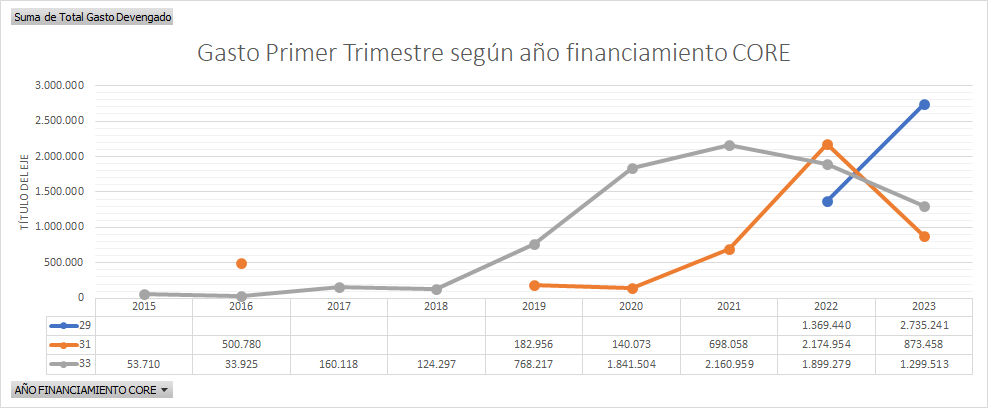 Suma de Total Gasto Devengado
Gasto Primer Trimestre según año financiamiento CORE
TÍTULO DEL EJE
3.000.000
2.500.000
2.000.000
1.500.000
1.000.000
500.000
0
2015 2016 2017 2018 2019 2020 2021 2022 2023
29 1.369.440 2.735.241
31 500.780 182.956 140.073 698.058 2.174.954 873.458
33 53.710 33.925 160.118 124.297 768.217 1.841.504 2.160.959 1.899.279 1.299.513
AÑO FINANCIAMIENTO CORE